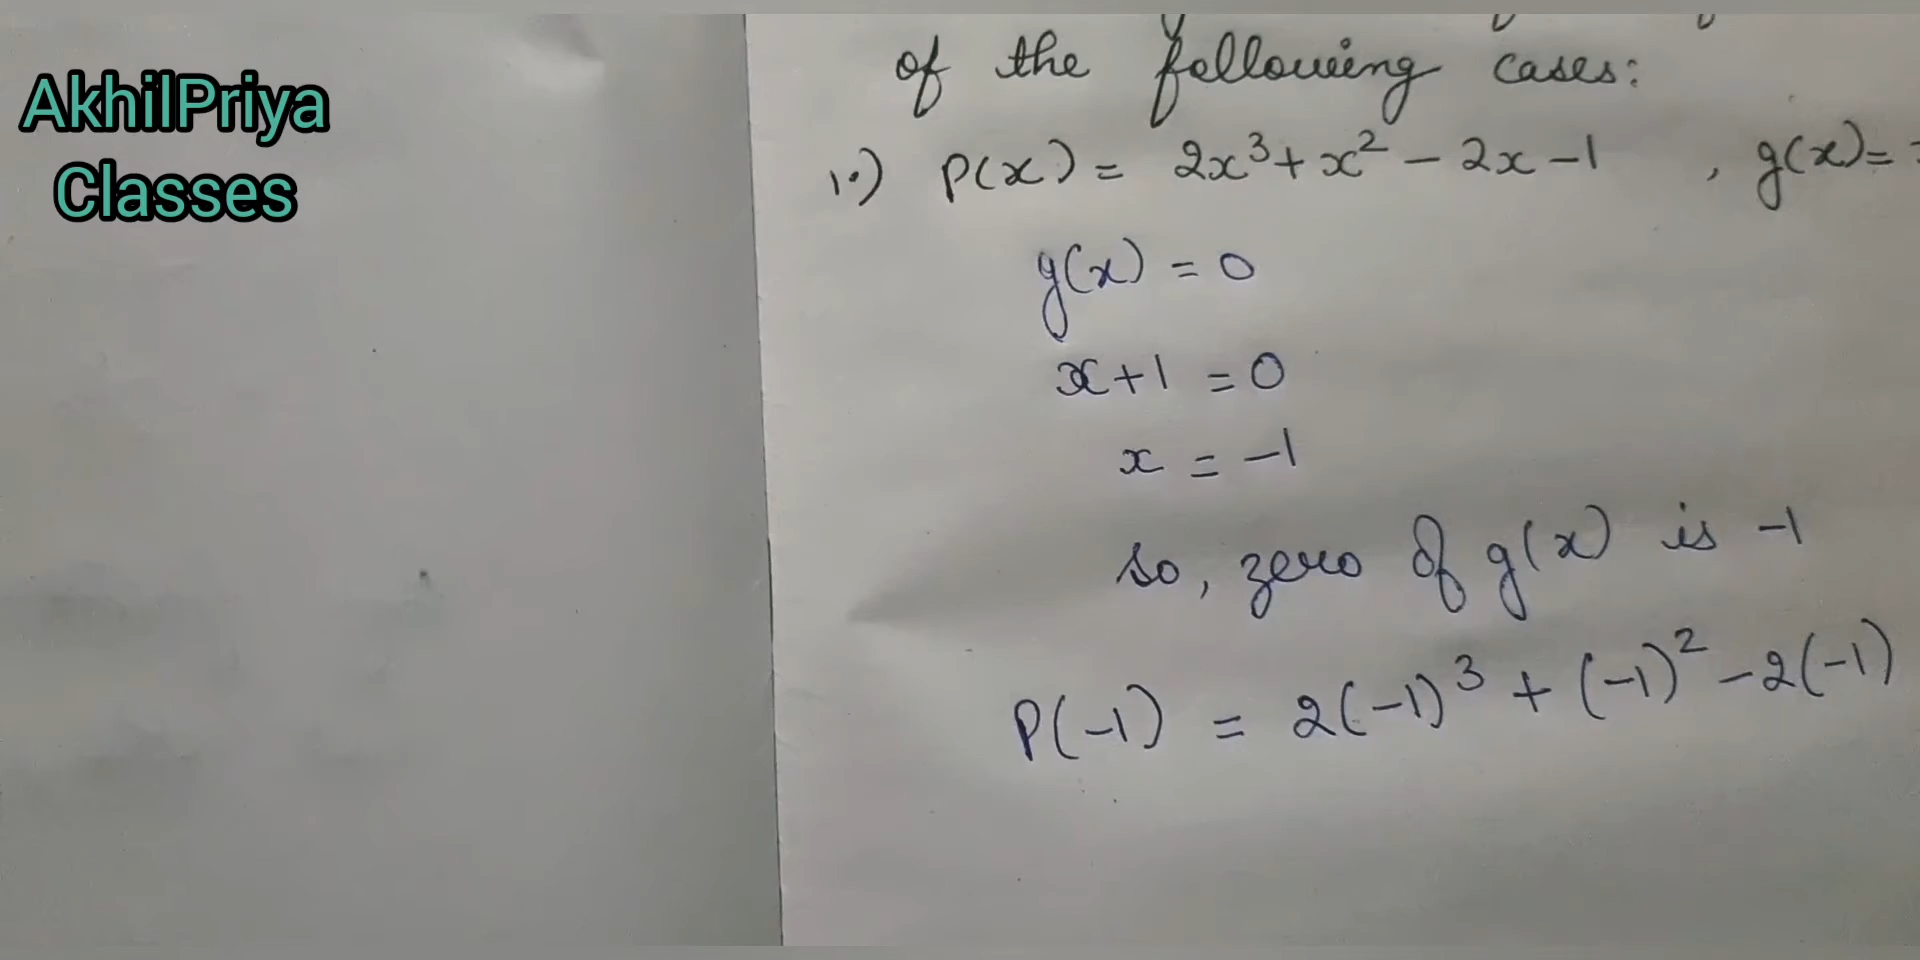 AkhilPriya
Classes
of the following cases:
1.) P(x) = 2x³ + x² - 2x - 1 , g(x) =
g(x) = 0
x + 1 = 0
x = -1
so, zero of g(x) is -1
P(-1) = 2(-1)³ + (-1)² - 2(-1)